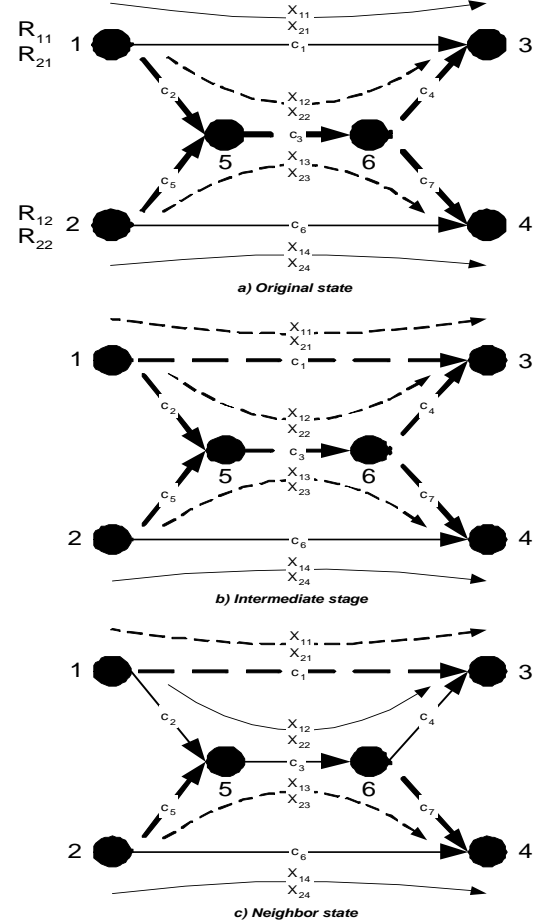 X₁₁
R₁₁ 1 X₂₁ 3
R₂₁ c₁
c₂ X₁₂ c₄
X₂₂
c₃
5 X₁₃ 6
c₅ X₂₃ c₇
R₁₂ 2 c₆ 4
R₂₂
X₁₄
X₂₄
a) Original state
X₁₁
1 X₂₁ 3
c₁
c₂ X₁₂ c₄
X₂₂
c₃
5 X₁₃ 6
c₅ X₂₃ c₇
2 c₆ 4
X₁₄
X₂₄
b) Intermediate stage
X₁₁
1 X₂₁ 3
c₁
c₂ X₁₂ c₄
X₂₂
c₃
5 X₁₃ 6
c₅ X₂₃ c₇
2 c₆ 4
X₁₄
X₂₄
c) Neighbor state